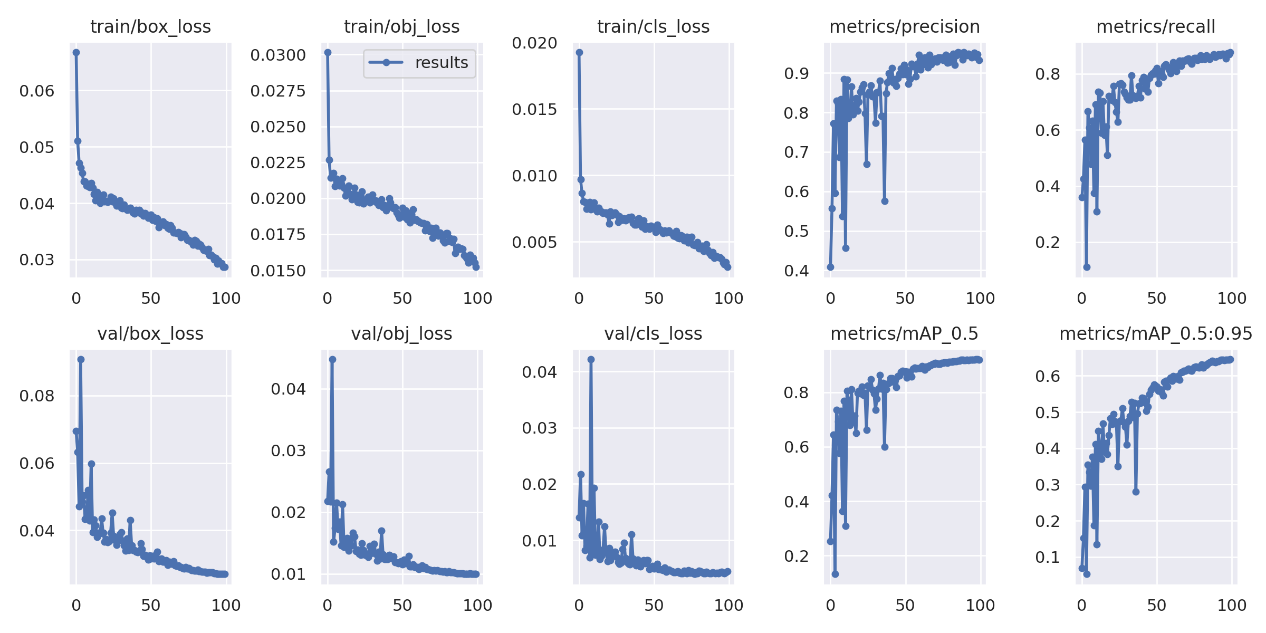 train/box_loss
0.06
0.05
0.04
0.03
0 50 100
train/obj_loss
results
0.0300
0.0275
0.0250
0.0225
0.0200
0.0175
0.0150
0 50 100
train/cls_loss
0.020
0.015
0.010
0.005
0 50 100
metrics/precision
0.9
0.8
0.7
0.6
0.5
0.4
0 50 100
metrics/recall
0.8
0.6
0.4
0.2
0 50 100
val/box_loss
0.08
0.06
0.04
0 50 100
val/obj_loss
0.04
0.03
0.02
0.01
0 50 100
val/cls_loss
0.04
0.03
0.02
0.01
0 50 100
metrics/mAP_0.5
0.8
0.6
0.4
0.2
0 50 100
metrics/mAP_0.5:0.95
0.6
0.5
0.4
0.3
0.2
0.1
0 50 100